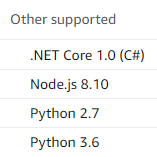 Other supported
.NET Core 1.0 (C#)
Node.js 8.10
Python 2.7
Python 3.6